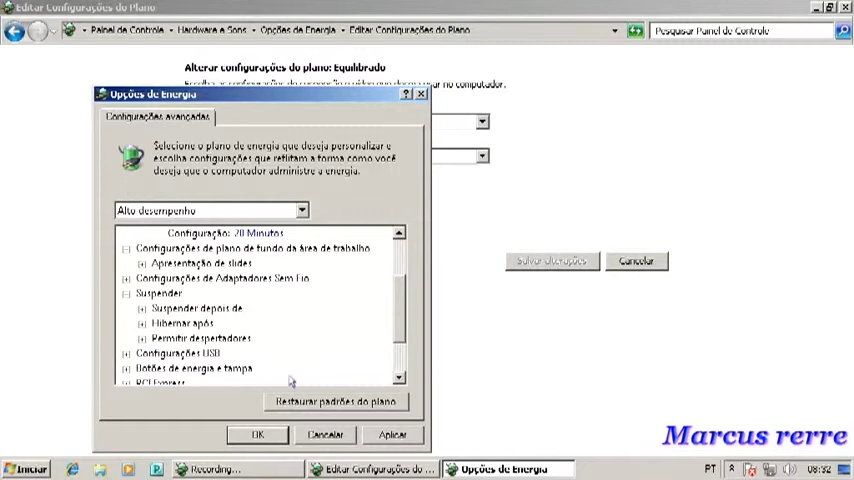 Editar Configurações do Plano
Painel de Controle
Hardware e Sons
Opções de Energia
Editar Configurações do Plano
Pesquisar Painel de Controle
Alterar configurações do plano: Equilibrado
usar no computador.
Opções de Energia
Configurações avançadas
Selecione o plano de energia que deseja personalizar e
escolha configurações que reflitam a forma como você
deseja que o computador administre a energia.
Alto desempenho
Configuração: 20 Minutos
Configurações de plano de fundo da área de trabalho
Apresentação de slides
Configurações de Adaptadores Sem Fio
Suspender
Suspender depois de
Hibernar após
Permitir despertadores
Configurações USB
Botões de energia e tampa
PCI Express
Restaurar padrões do plano
OK
Cancelar
Aplicar
Salvar alterações
Cancelar
Marcus rerre
Iniciar
Recording...
Editar Configurações do ...
Opções de Energia
PT
08:32